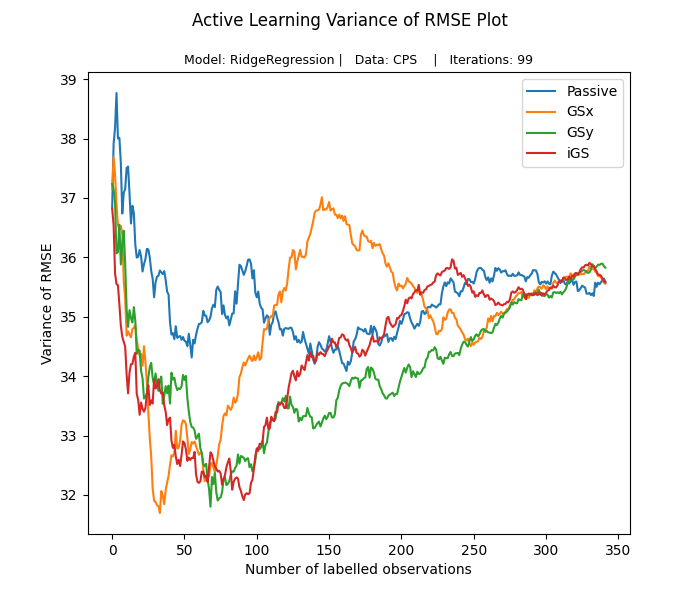 Active Learning Variance of RMSE Plot
Model: RidgeRegression | Data: CPS | Iterations: 99
Passive
GSx
GSy
iGS
39
38
37
36
35
34
33
32
Variance of RMSE
0 50 100 150 200 250 300 350
Number of labelled observations